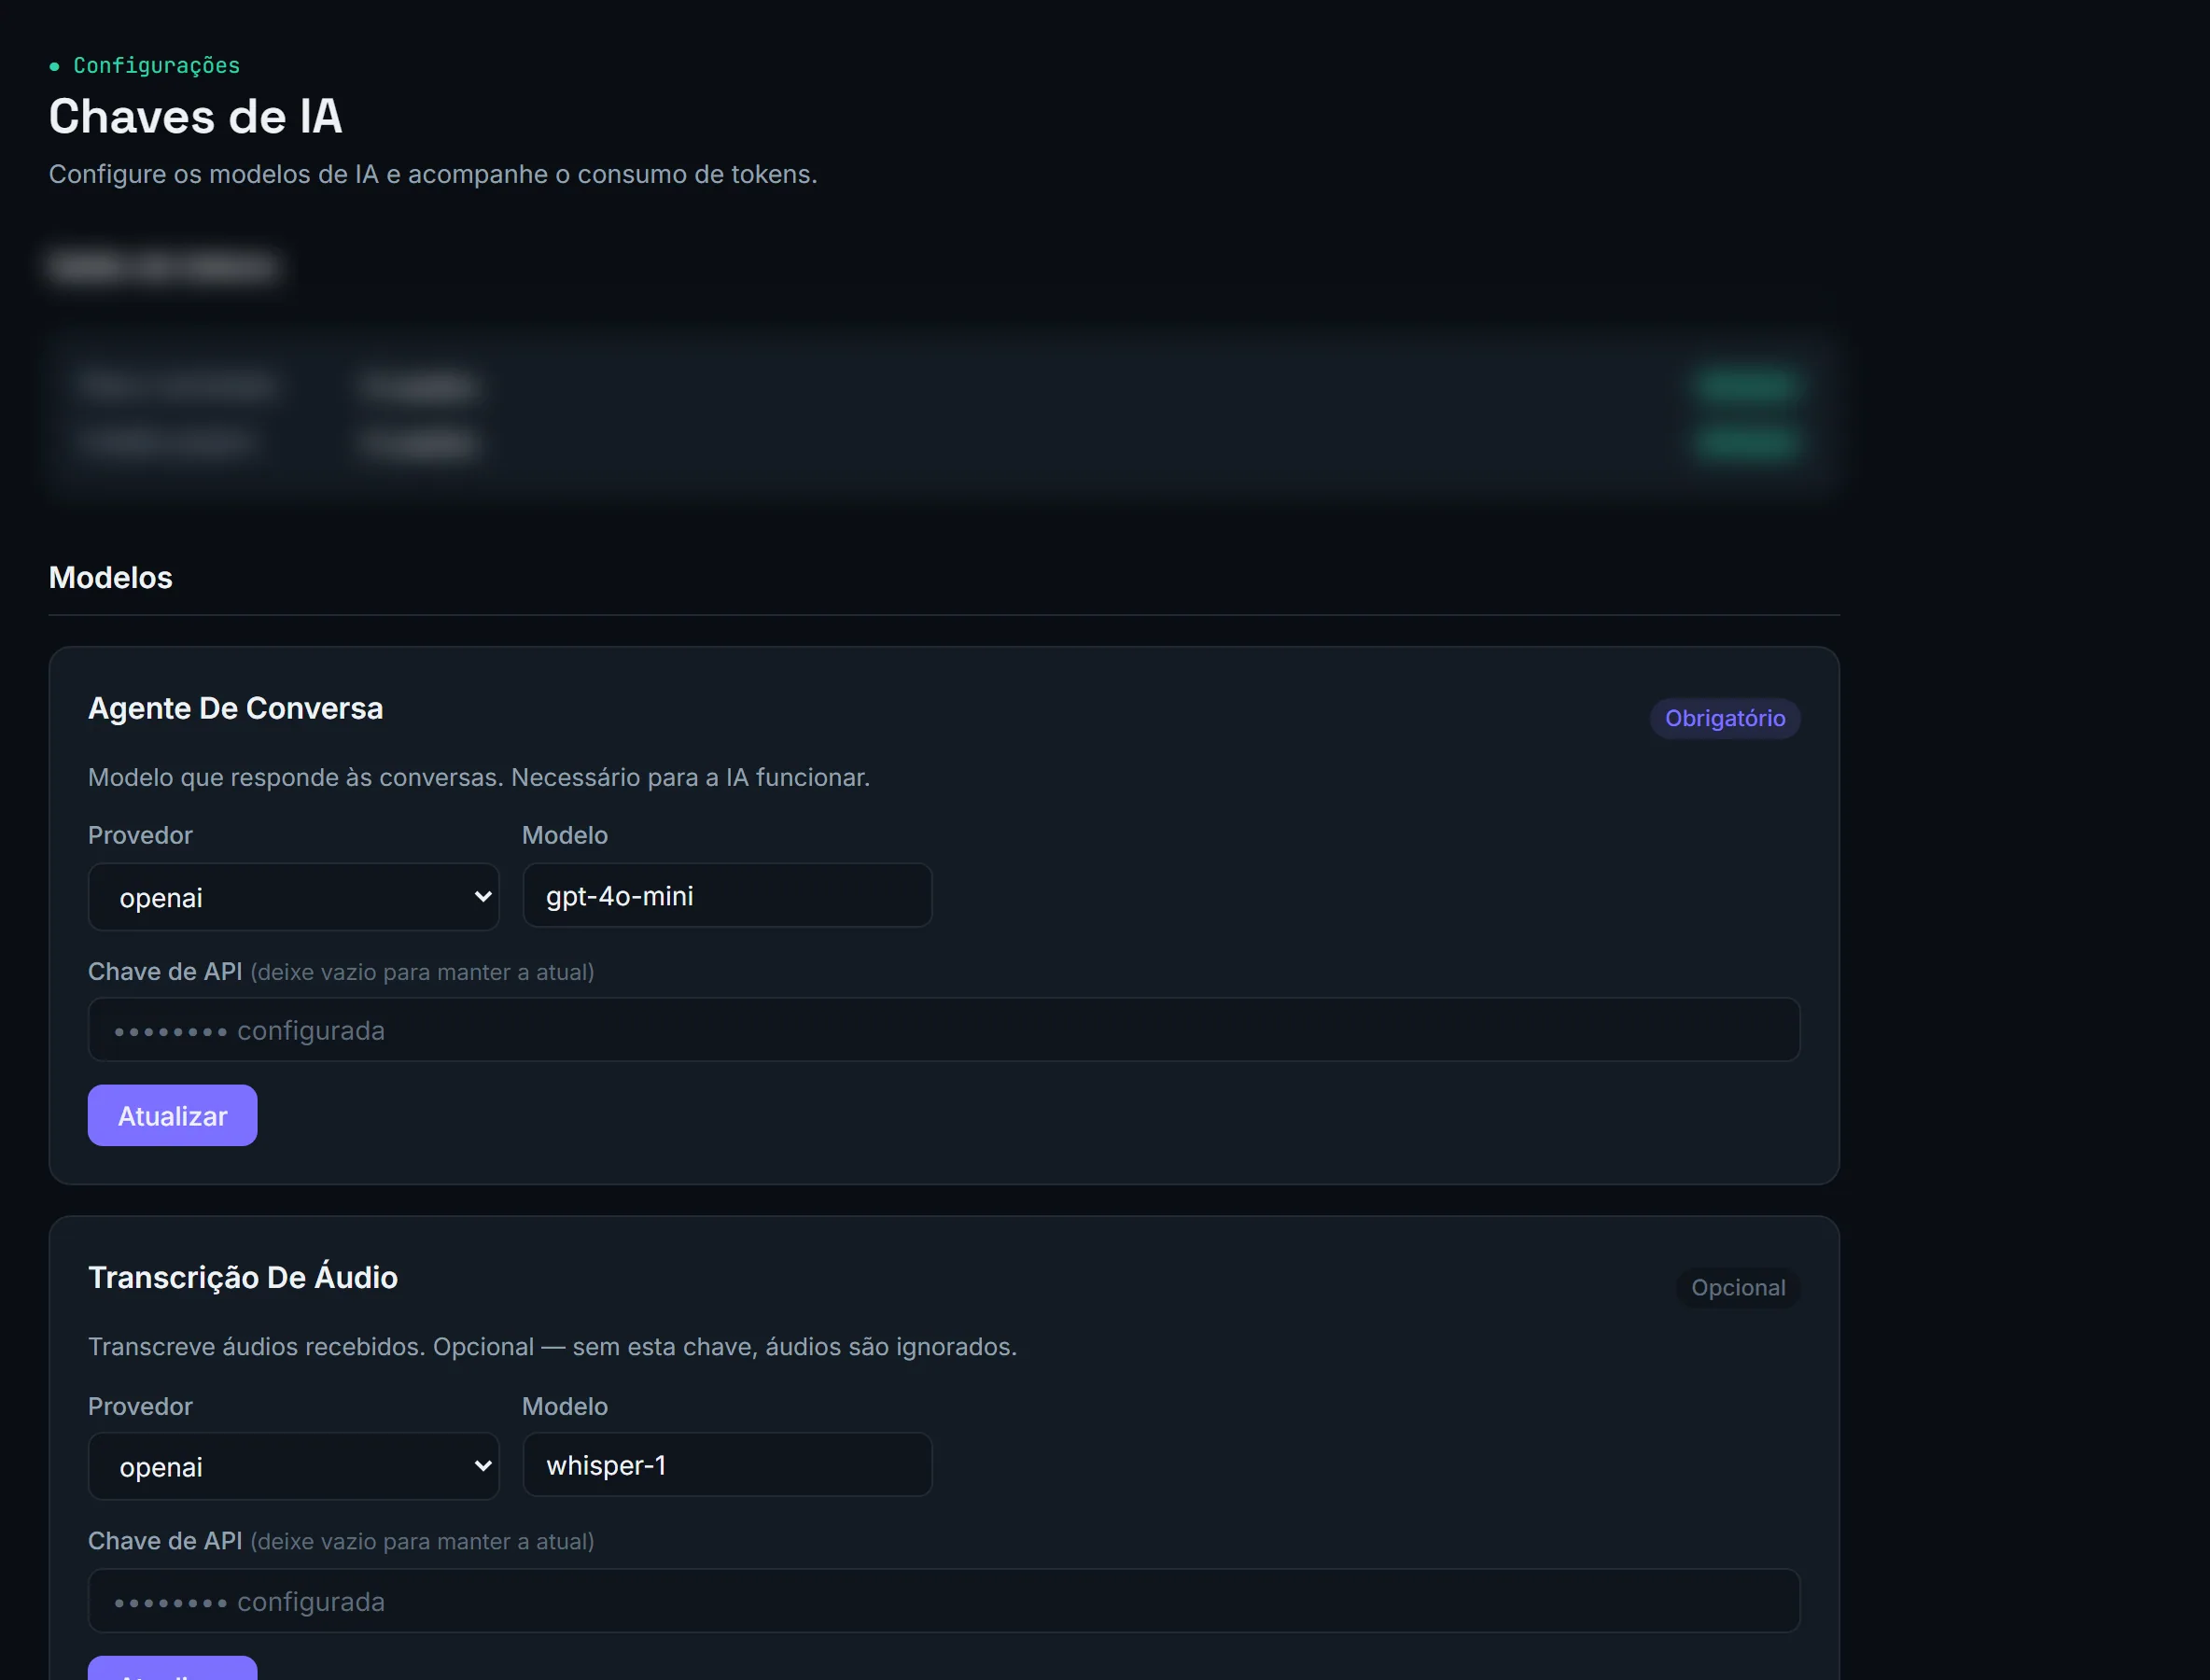 Configurações
Chaves de IA
Configure os modelos de IA e acompanhe o consumo de tokens.
Modelos
Agente De Conversa
Obrigatório
Modelo que responde às conversas. Necessário para a IA funcionar.
Provedor Modelo
openai gpt-4o-mini
Chave de API (deixe vazio para manter a atual)
•••••••• configurada
Atualizar
Transcrição De Áudio
Opcional
Transcreve áudios recebidos. Opcional — sem esta chave, áudios são ignorados.
Provedor Modelo
openai whisper-1
Chave de API (deixe vazio para manter a atual)
•••••••• configurada